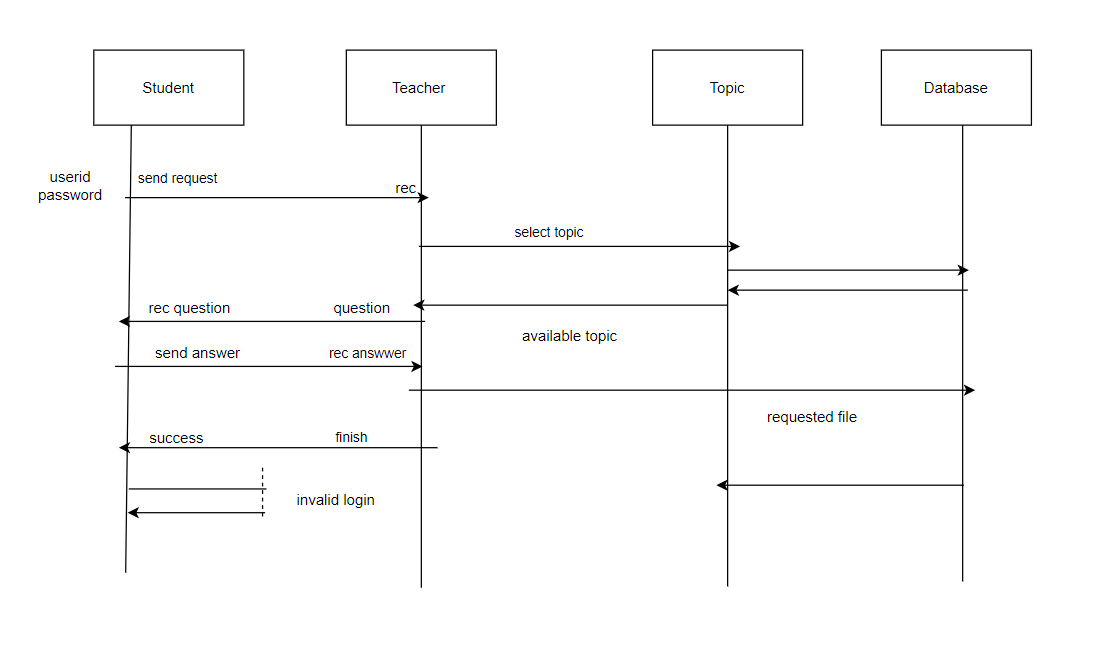 Student
Teacher
Topic
Database
userid
password
send request
rec
select topic
rec question
question
available topic
send answer
rec answwer
requested file
success
finish
invalid login